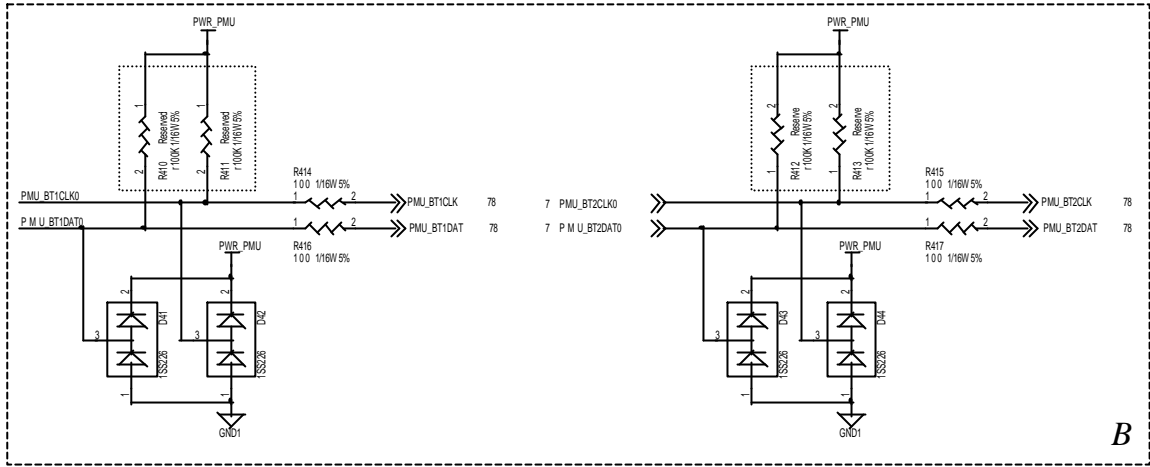 PWR_PMU
1 1
R410 Reserved
r100K 1/16W 5%
R411 Reserved
r100K 1/16W 5%
2 2
R414
100 1/16W 5%
PMU_BT1CLK0 1 2 PMU_BT1CLK 78
P M U_BT1DAT0 1 2 PMU_BT1DAT 78
R416
100 1/16W 5%
PWR_PMU
2 2
3 D41
1SS226
3 D42
1SS226
1 1
GND1
PWR_PMU
2 2
R412 Reserve
r100K 1/16W 5%
R413 Reserve
r100K 1/16W 5%
1 1
R415
100 1/16W 5%
7 PMU_BT2CLK0 1 2 PMU_BT2CLK 78
7 P M U_BT2DAT0 1 2 PMU_BT2DAT 78
R417
100 1/16W 5%
PWR_PMU
2 2
3 D43
1SS226
3 D44
1SS226
1 1
GND1
B